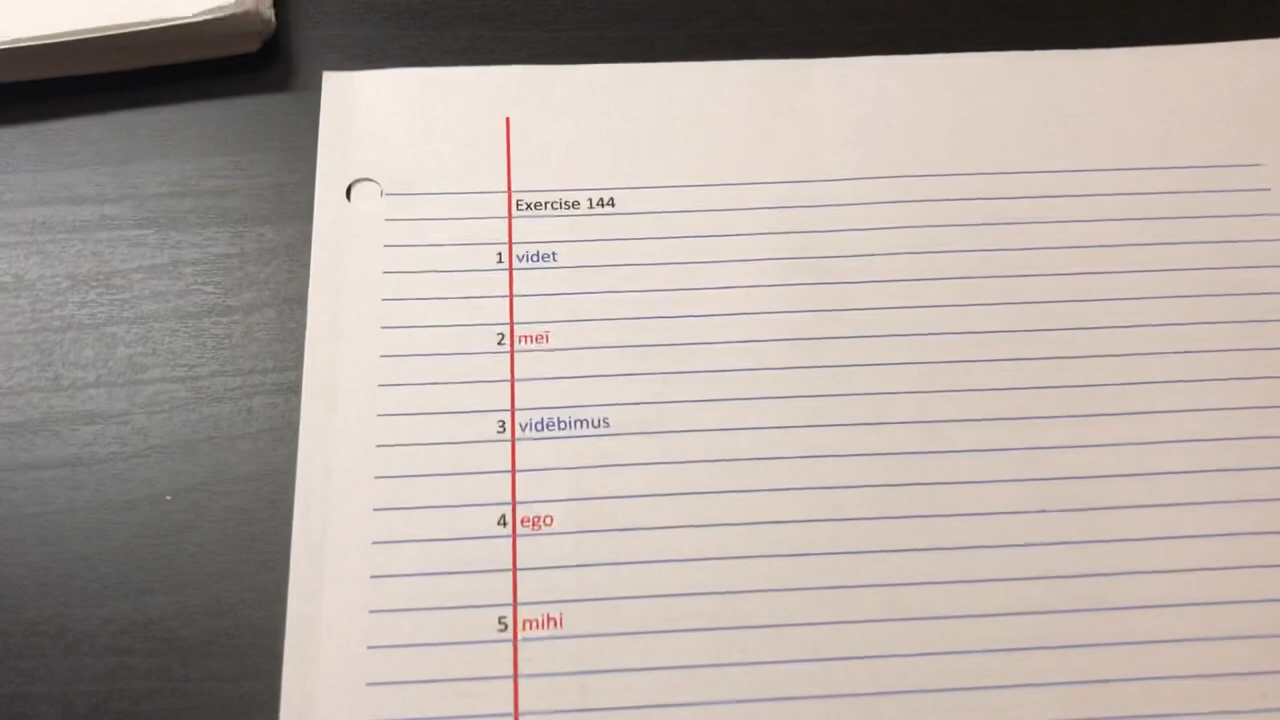 Exercise 144
1 videt
2 meī
3 vidēbimus
4 ego
5 mihi